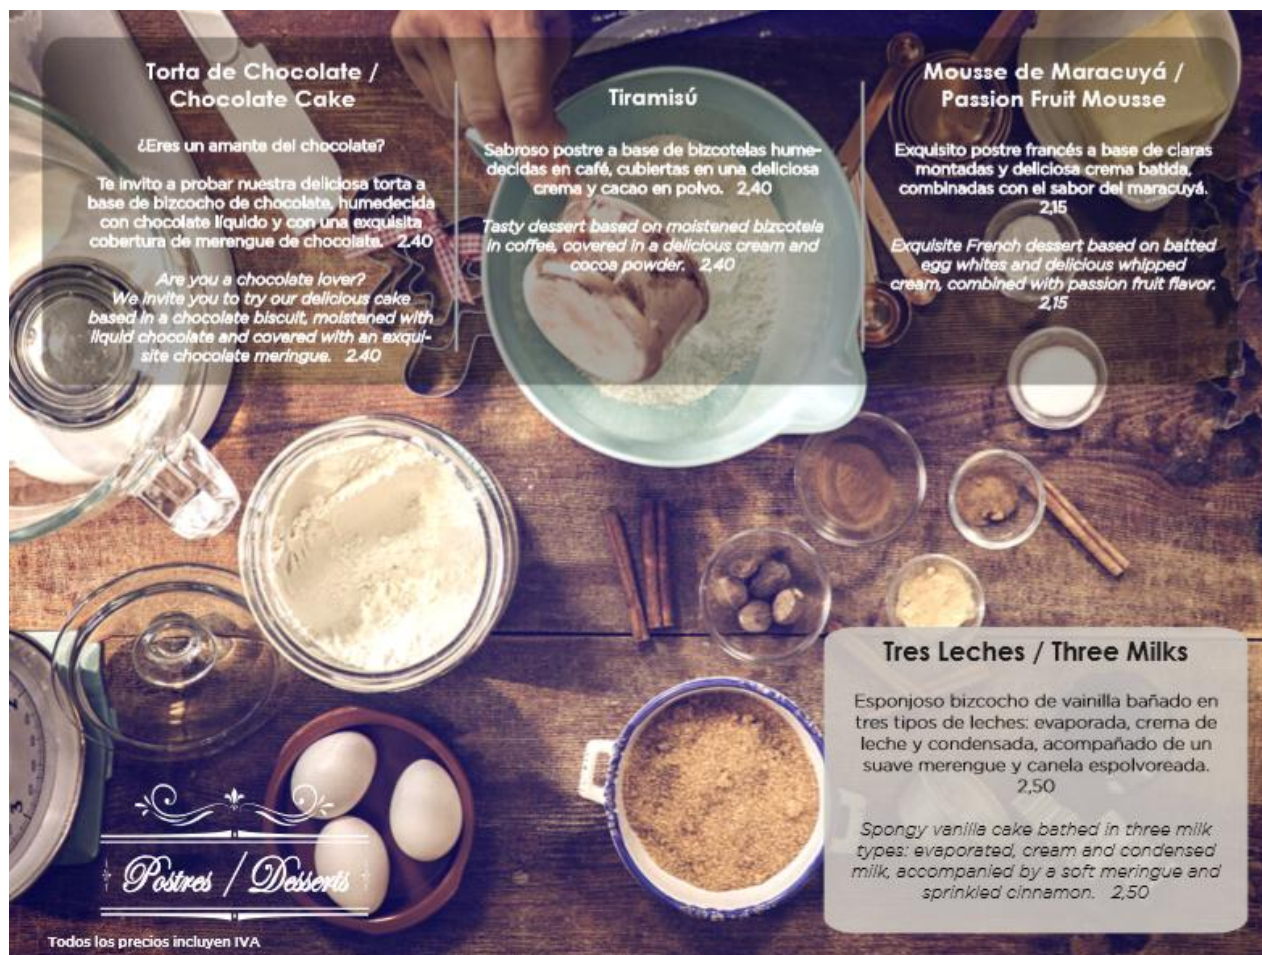 Torta de Chocolate /
Chocolate Cake
¿Eres un amante del chocolate?
Te invito a probar nuestra deliciosa torta a
base de bizcocho de chocolate, humedecida
con chocolate líquido y con una exquisita
cobertura de merengue de chocolate. 2,40
Are you a chocolate lover?
We invite you to try our delicious cake
based in a chocolate biscuit, moistened with
liquid chocolate and covered with an exqui-
site chocolate meringue. 2.40
Tiramisú
Sabroso postre a base de bizcotelas hume-
decidas en café, cubiertas en una deliciosa
crema y cacao en polvo. 2,40
Tasty dessert based on moistened bizcotela
in coffee, covered in a delicious cream and
cocoa powder. 2,40
Mousse de Maracuyá /
Passion Fruit Mousse
Exquisito postre francés a base de claras
montadas y deliciosa crema batida,
combinadas con el sabor del maracuyá.
2,15
Exquisite French dessert based on batted
egg whites and delicious whipped
cream, combined with passion fruit flavor.
2,15
Tres Leches / Three Milks
Esponjoso bizcocho de vainilla bañado en
tres tipos de leches: evaporada, crema de
leche y condensada, acompañado de un
suave merengue y canela espolvoreada.
2,50
Spongy vanilla cake bathed in three milk
types: evaporated, cream and condensed
milk, accompanied by a soft meringue and
sprinkled cinnamon. 2,50
Postres / Desserts
Todos los precios incluyen IVA